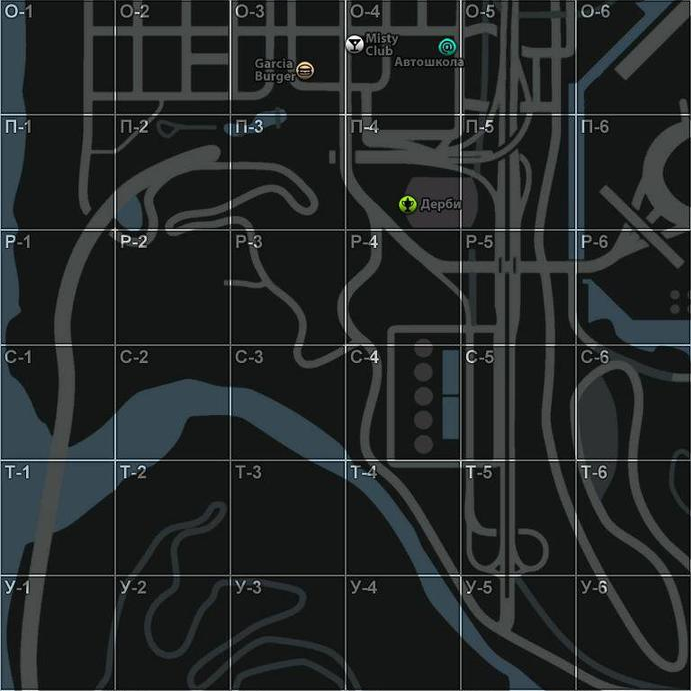 О-1 О-2 О-3 О-4 О-5 О-6
Misty
Club
Автошкола
Garcia
Burger
П-1 П-2 П-3 П-4 П-5 П-6
Дерби
Р-1 Р-2 Р-3 Р-4 Р-5 Р-6
С-1 С-2 С-3 С-4 С-5 С-6
Т-1 Т-2 Т-3 Т-4 Т-5 Т-6
У-1 У-2 У-3 У-4 У-5 У-6